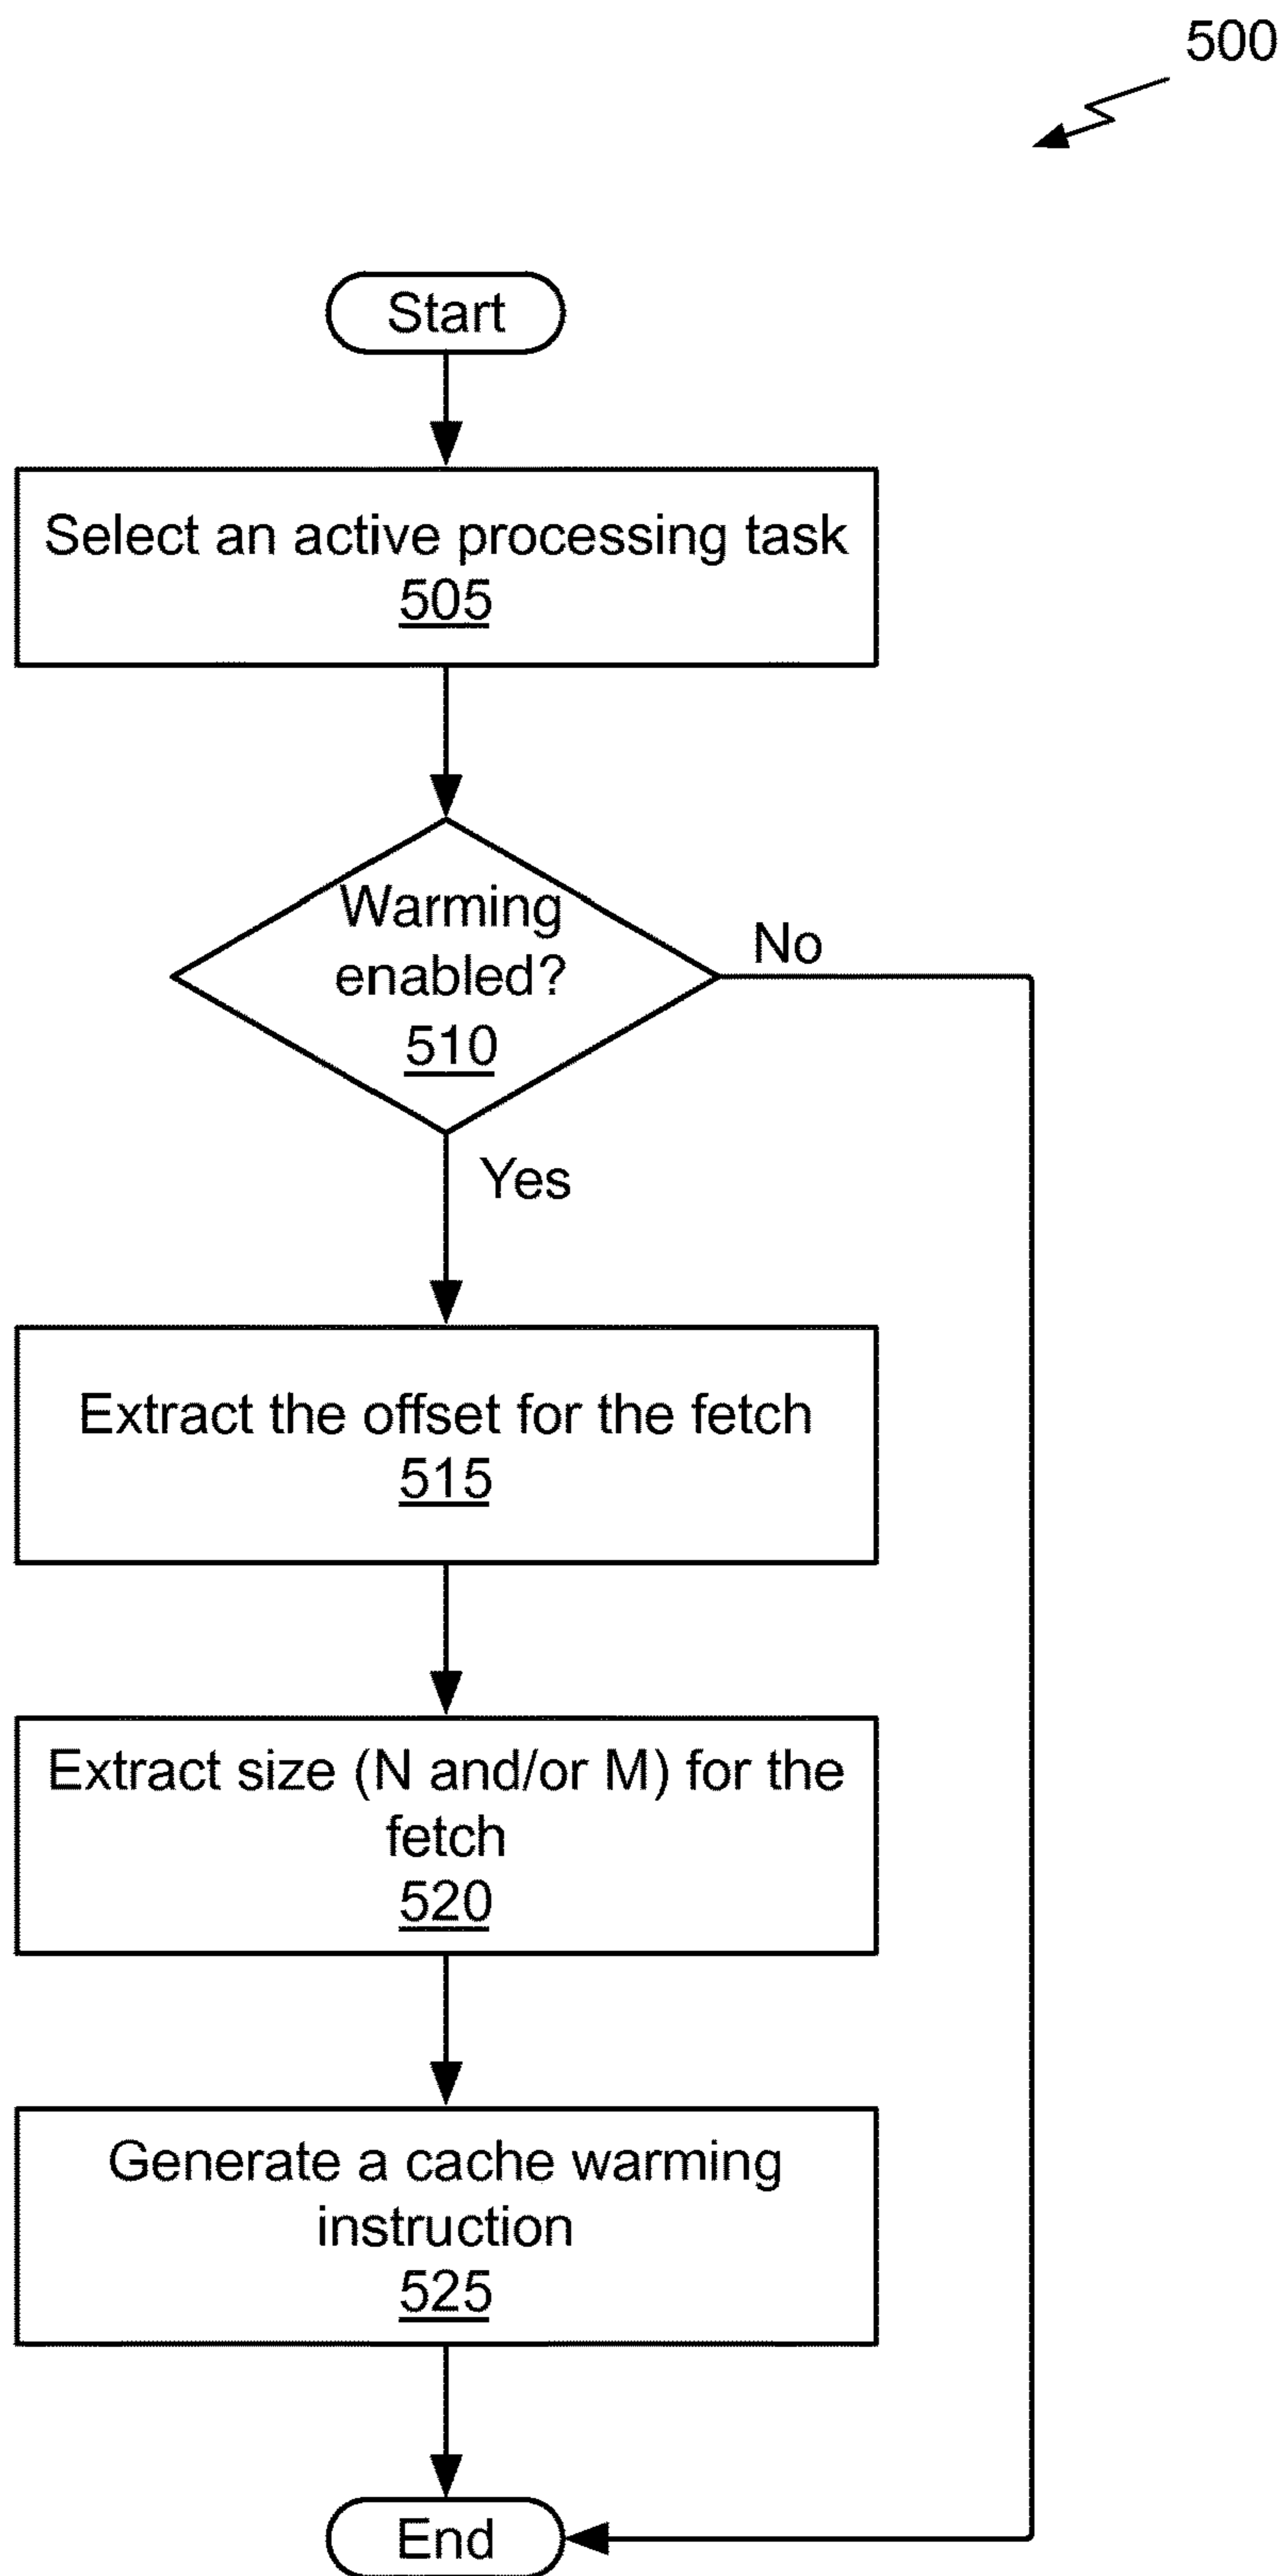 500
Start
Select an active processing task
505
Warming
enabled?
510
No
Yes
Extract the offset for the fetch
515
Extract size (N and/or M) for the
fetch
520
Generate a cache warming
instruction
525
End